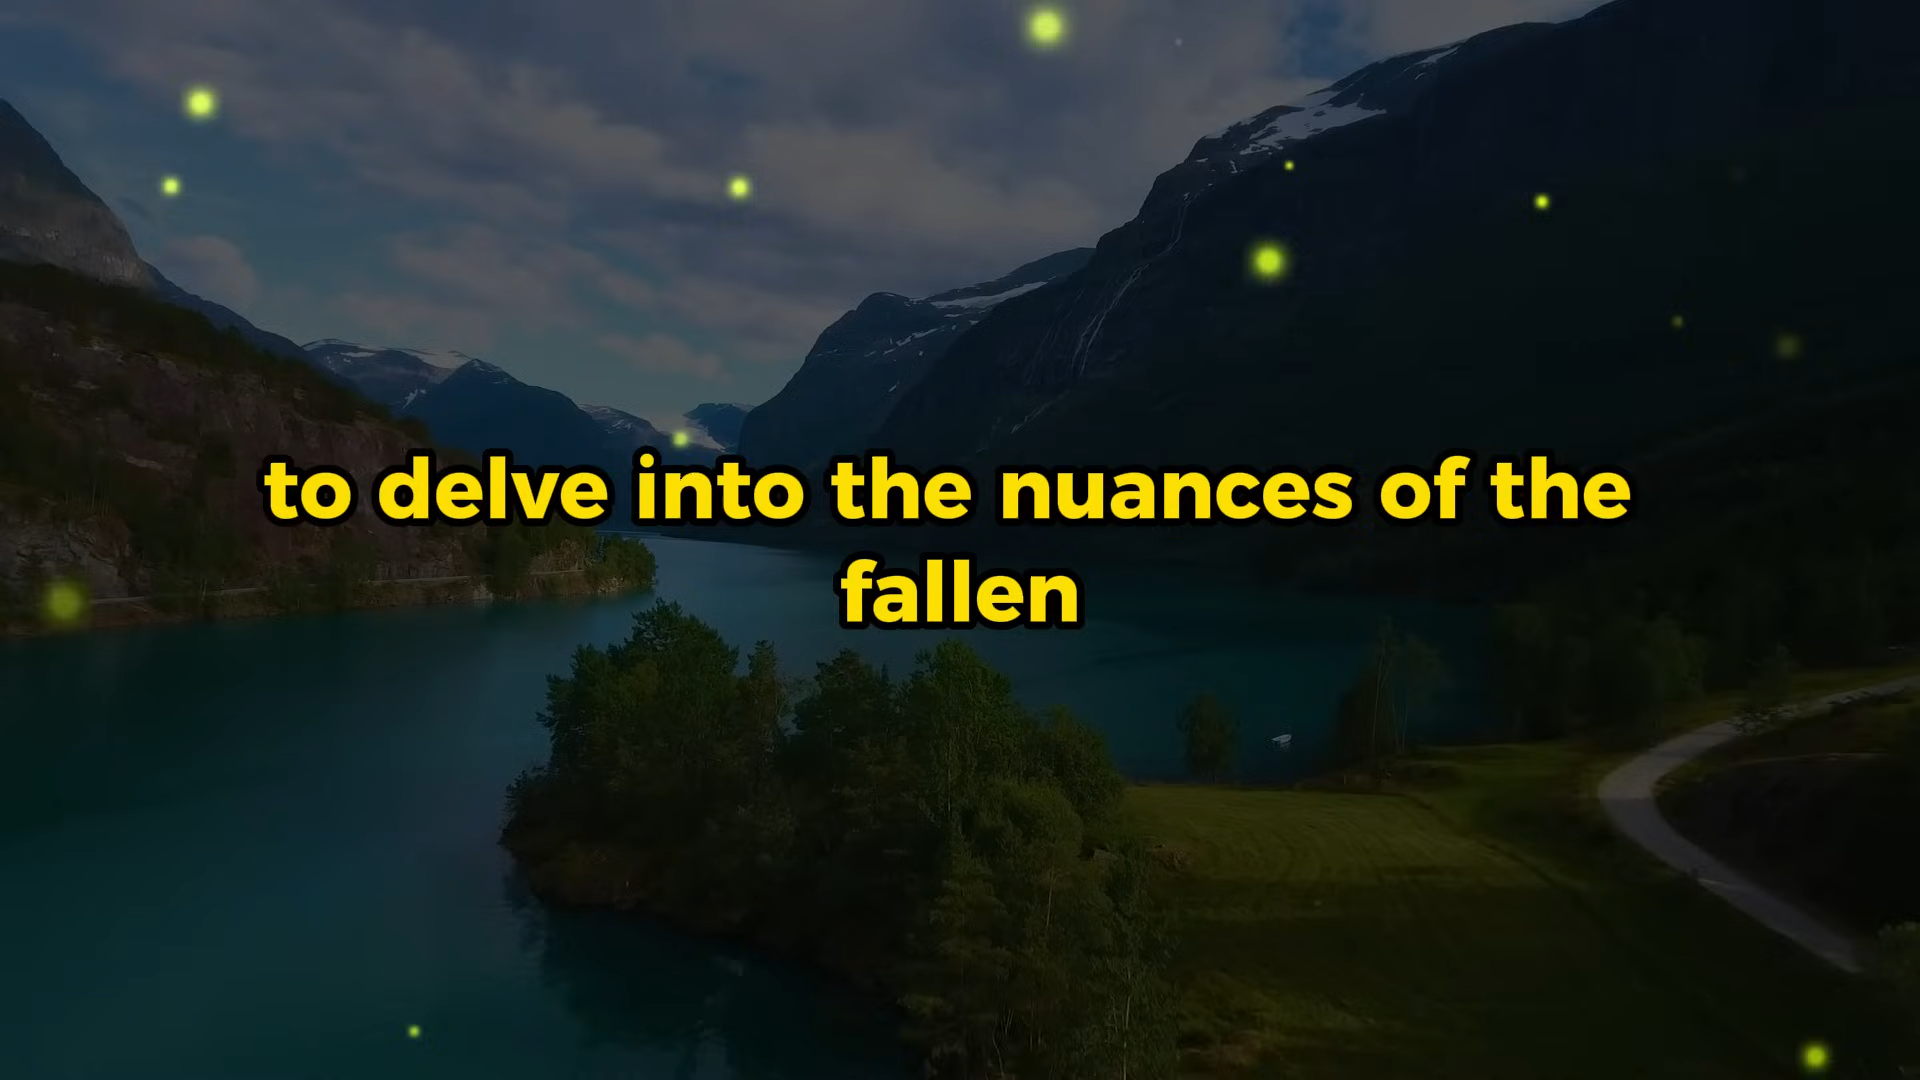 to delve into the nuances of the
fallen